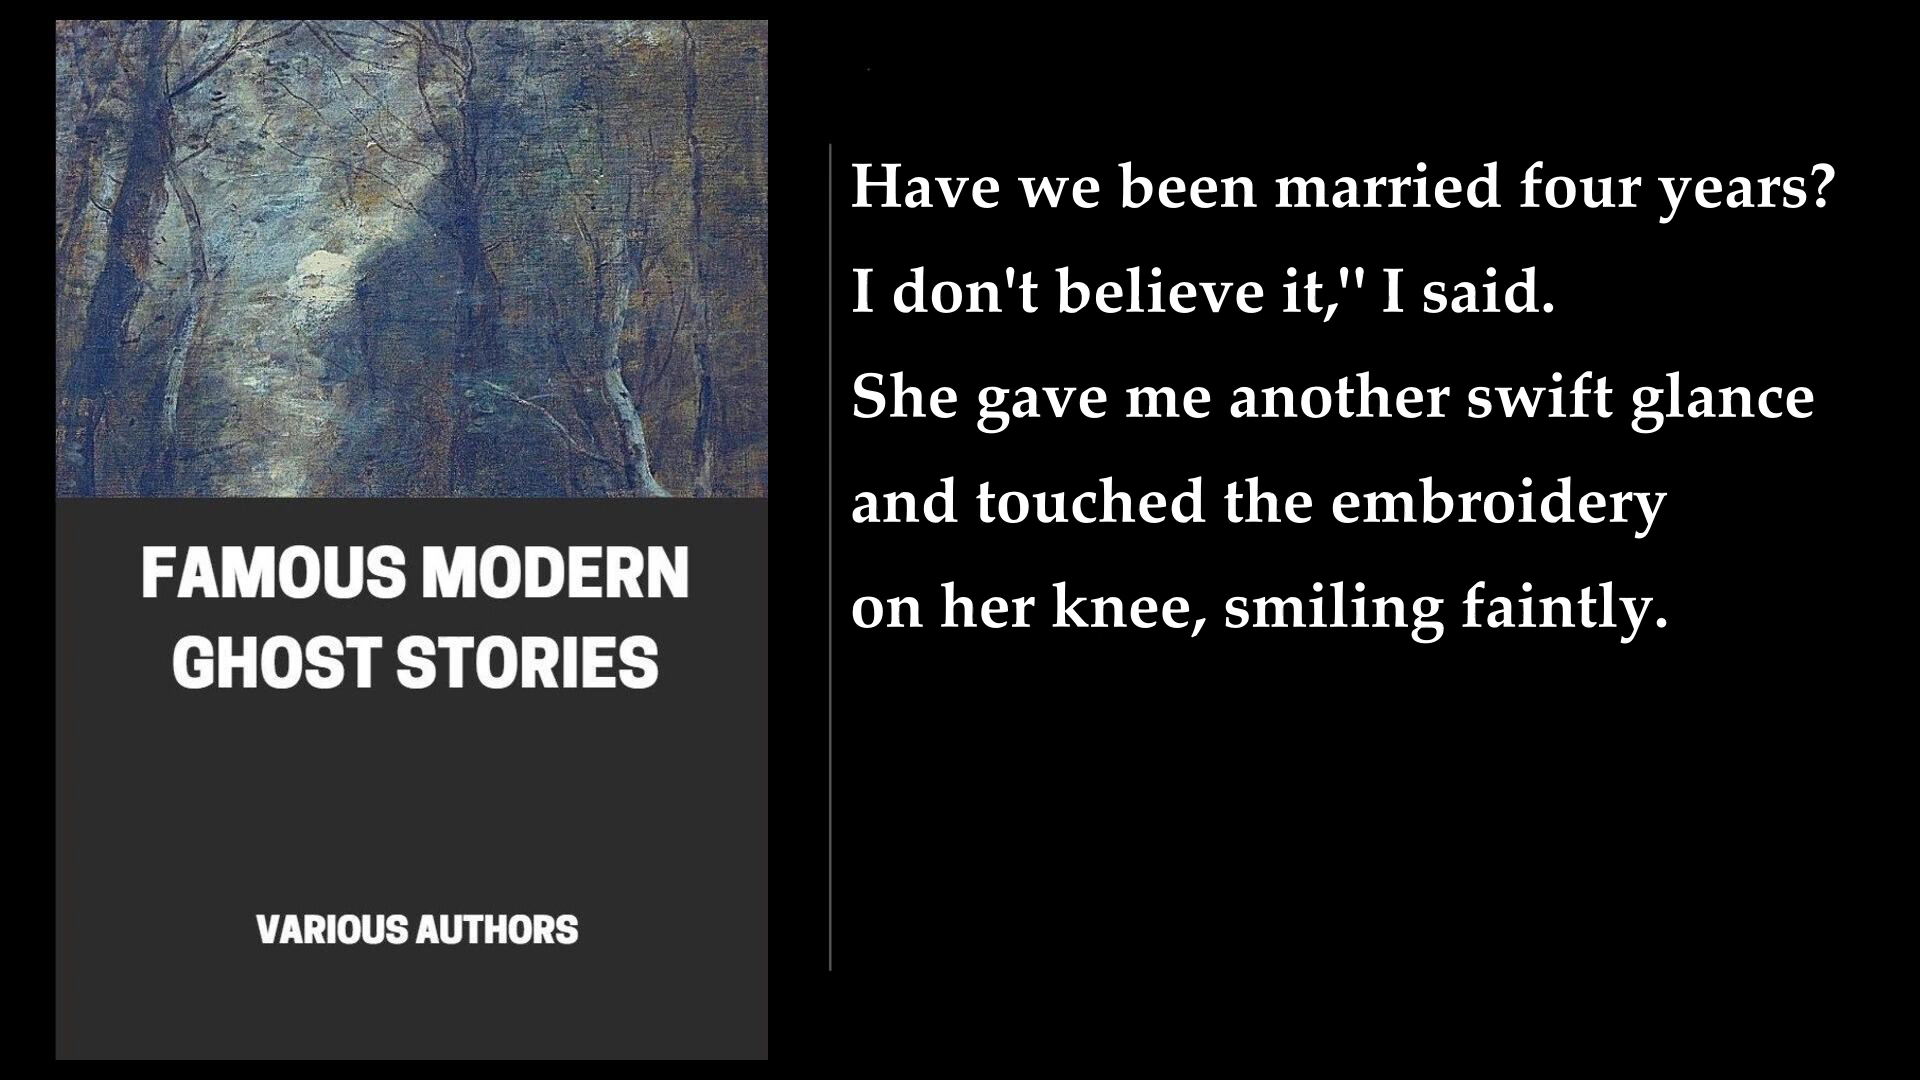 FAMOUS MODERN
GHOST STORIES
VARIOUS AUTHORS
Have we been married four years?
I don't believe it," I said.
She gave me another swift glance
and touched the embroidery
on her knee, smiling faintly.